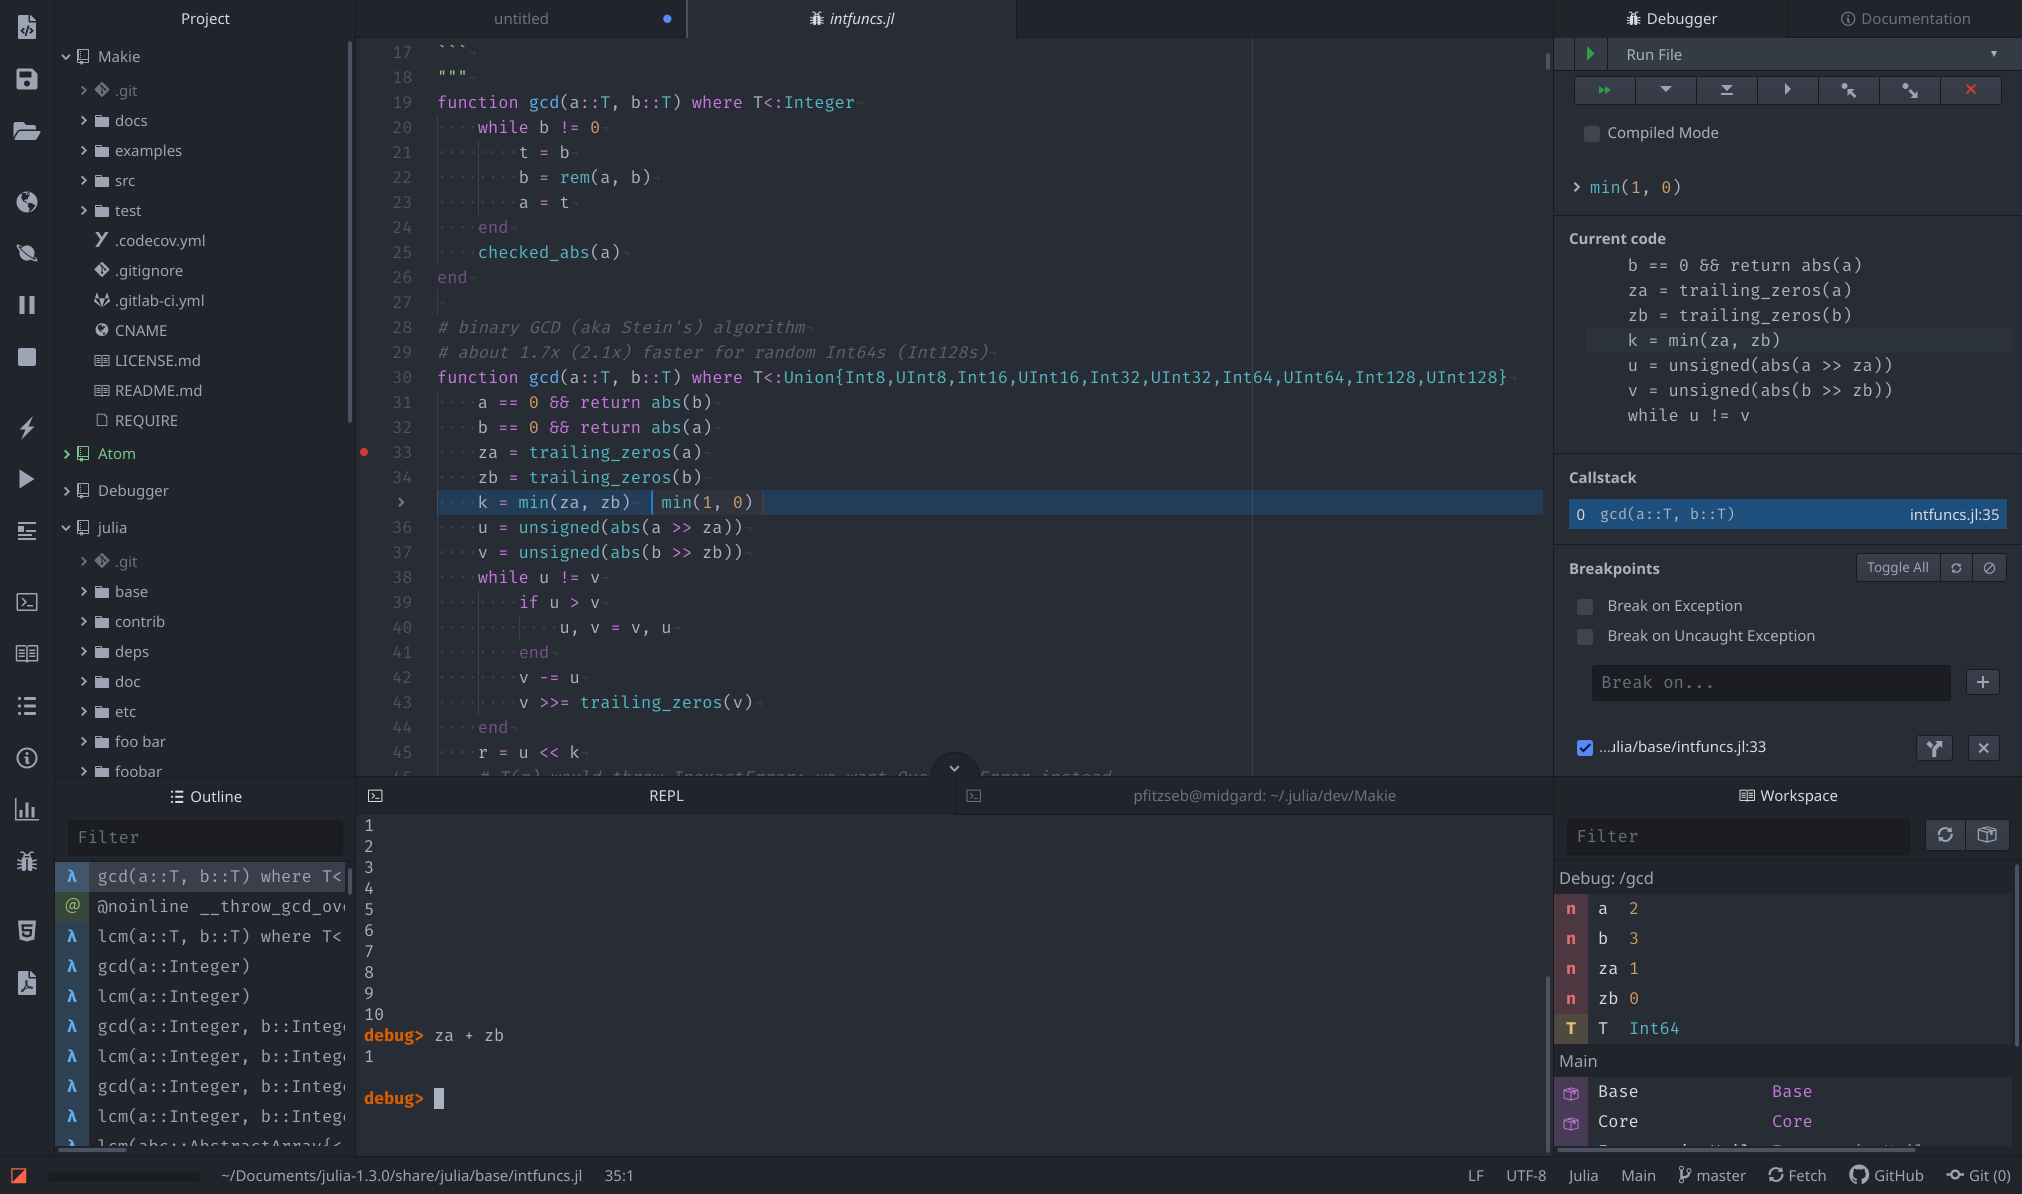 Project
Makie
.git
docs
examples
src
test
.codecov.yml
.gitignore
.gitlab-ci.yml
CNAME
LICENSE.md
README.md
REQUIRE
Atom
Debugger
julia
.git
base
contrib
deps
doc
etc
foo bar
foobar
untitled
intfuncs.jl
17 ```
18 """
19 function gcd(a::T, b::T) where T<:Integer
20 while b != 0
21 t = b
22 b = rem(a, b)
23 a = t
24 end
25 checked_abs(a)
26 end
27
28 # binary GCD (aka Stein's) algorithm
29 # about 1.7x (2.1x) faster for random Int64s (Int128s)
30 function gcd(a::T, b::T) where T<:Union{Int8,UInt8,Int16,UInt16,Int32,UInt32,Int64,UInt64,Int128,UInt128}
31 a == 0 && return abs(b)
32 b == 0 && return abs(a)
33 za = trailing_zeros(a)
34 zb = trailing_zeros(b)
k = min(za, zb) min(1, 0)
36 u = unsigned(abs(a >> za))
37 v = unsigned(abs(b >> zb))
38 while u != v
39 if u > v
40 u, v = v, u
41 end
42 v -= u
43 v >>= trailing_zeros(v)
44 end
45 r = u << k
Debugger
Documentation
Run File
Compiled Mode
min(1, 0)
Current code
b == 0 && return abs(a)
za = trailing_zeros(a)
zb = trailing_zeros(b)
k = min(za, zb)
u = unsigned(abs(a >> za))
v = unsigned(abs(b >> zb))
while u != v
Callstack
0 gcd(a::T, b::T) intfuncs.jl:35
Breakpoints
Toggle All
Break on Exception
Break on Uncaught Exception
Break on...
...ulia/base/intfuncs.jl:33
Outline
Filter
λ gcd(a::T, b::T) where T<
@ @noinline __throw_gcd_ov
λ lcm(a::T, b::T) where T<
λ gcd(a::Integer)
λ lcm(a::Integer)
λ gcd(a::Integer, b::Intege
λ lcm(a::Integer, b::Intege
λ gcd(a::Integer, b::Intege
λ lcm(a::Integer, b::Intege
λ lcm(abc::AbstractArray{<
REPL
pfitzseb@midgard: ~/.julia/dev/Makie
1
2
3
4
5
6
7
8
9
10
debug> za + zb
1
debug>
Workspace
Filter
Debug: /gcd
n a 2
n b 3
n za 1
n zb 0
T T Int64
Main
Base Base
Core Core
~/Documents/julia-1.3.0/share/julia/base/intfuncs.jl 35:1
LF UTF-8 Julia Main master Fetch GitHub Git (0)